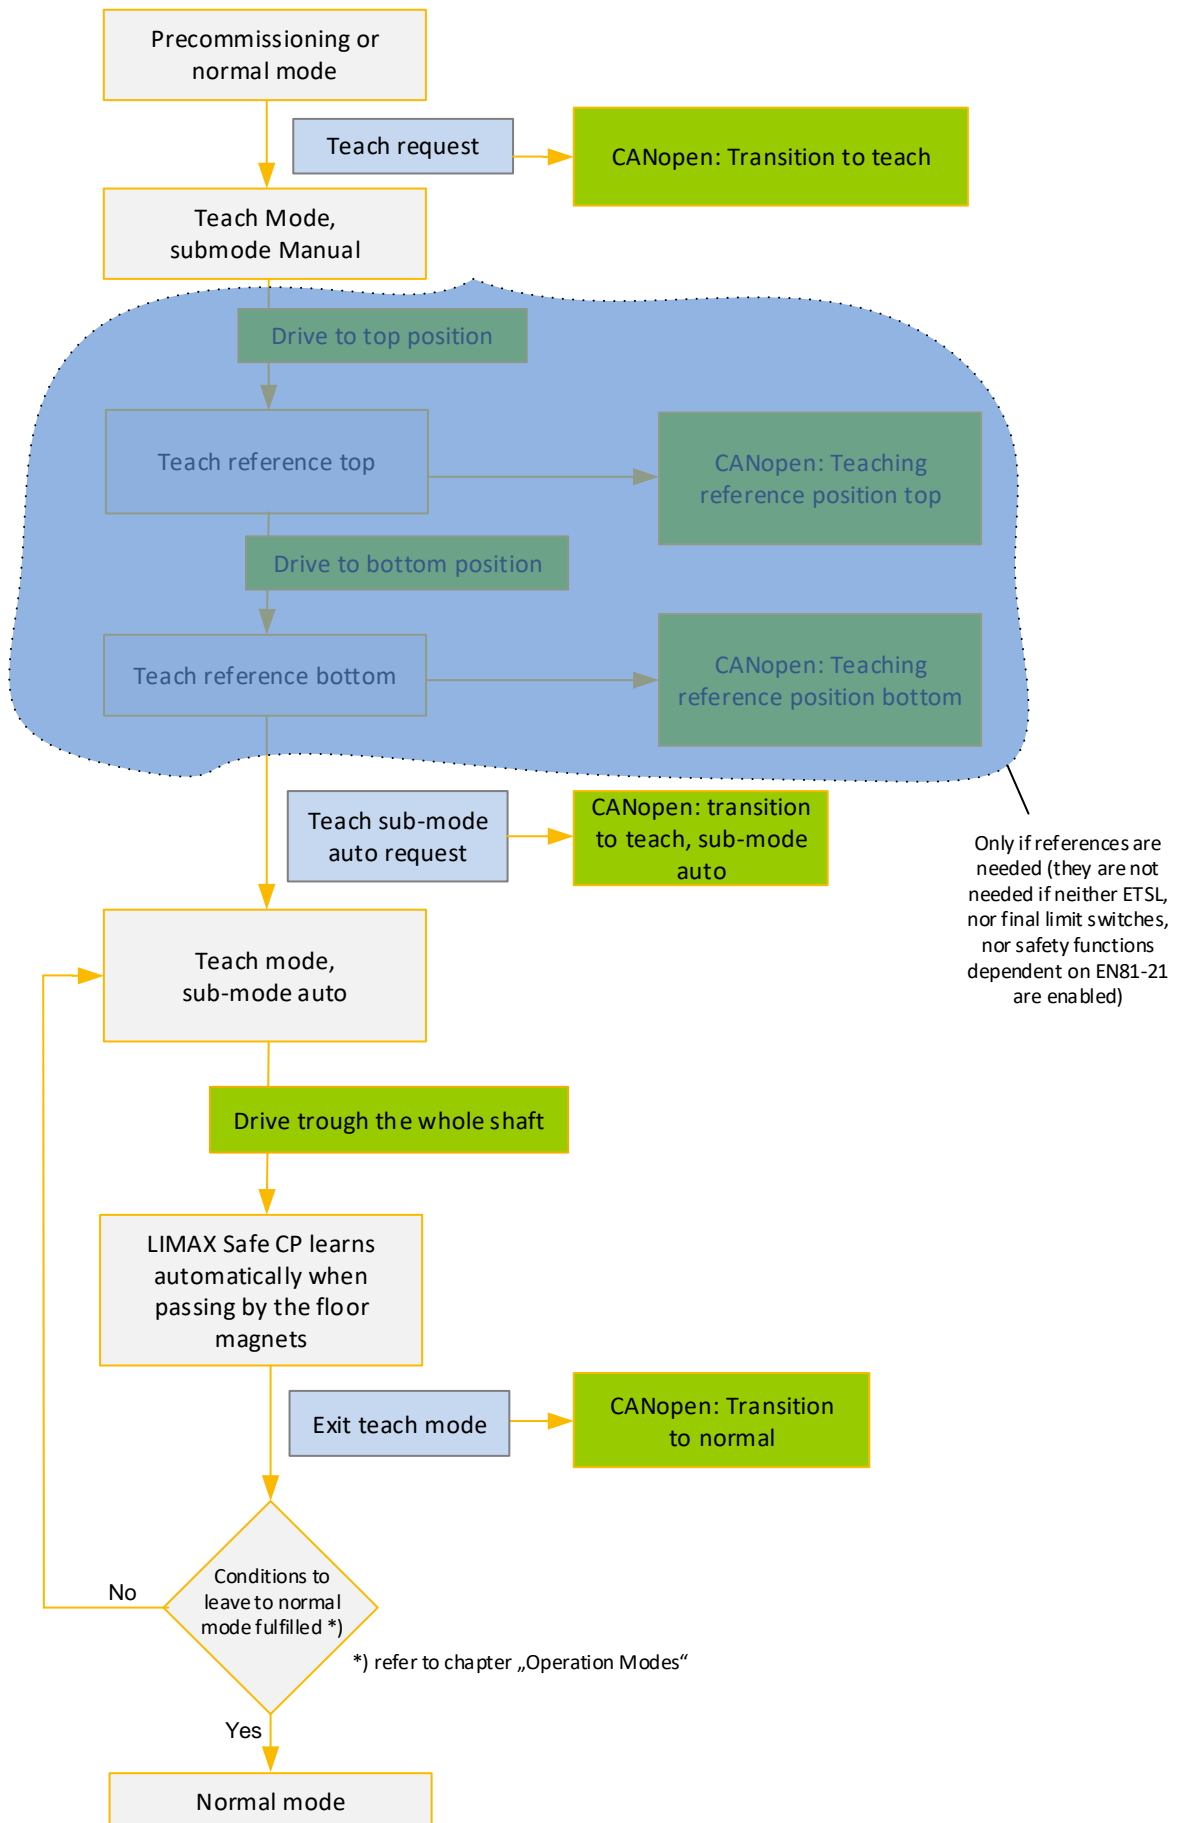 Precommissioning or
normal mode
Teach request
CANopen: Transition to teach
Teach Mode,
submode Manual
Drive to top position
Teach reference top
CANopen: Teaching
reference position top
Drive to bottom position
Teach reference bottom
CANopen: Teaching
reference position bottom
Teach sub-mode
auto request
CANopen: transition
to teach, sub-mode
auto
Only if references are
needed (they are not
needed if neither ETSL,
nor final limit switches,
nor safety functions
dependent on EN81-21
are enabled)
Teach mode,
sub-mode auto
Drive trough the whole shaft
LIMAX Safe CP learns
automatically when
passing by the floor
magnets
Exit teach mode
CANopen: Transition
to normal
Conditions to
leave to normal
mode fulfilled *)
No
*) refer to chapter „Operation Modes“
Yes
Normal mode